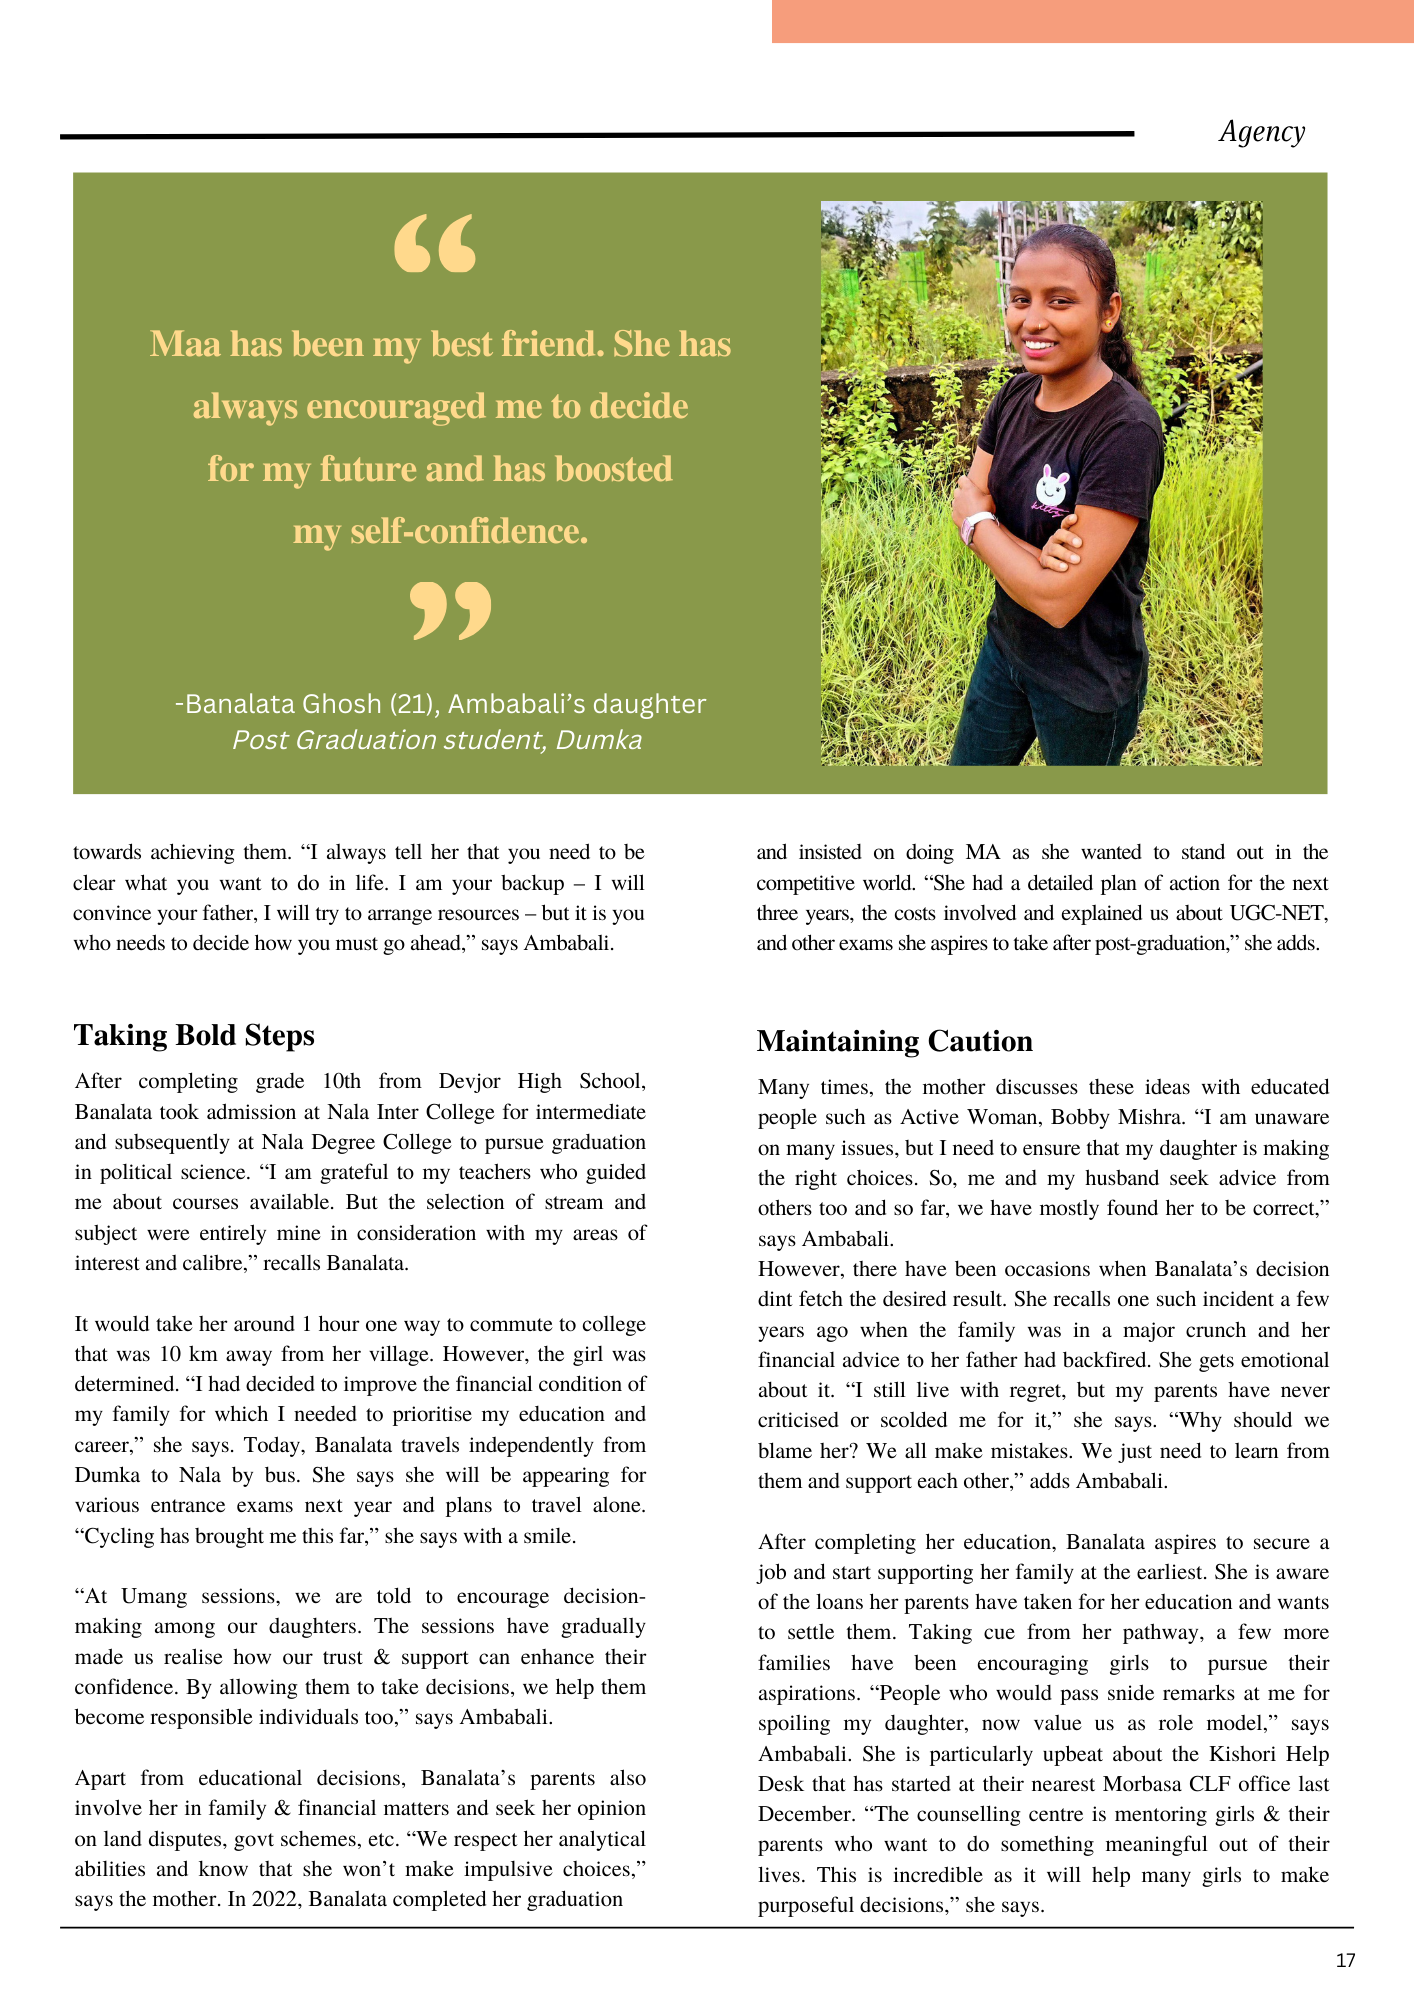 Agency
“
Maa has been my best friend. She has
always encouraged me to decide
for my future and has boosted
my self-confidence.
”
-Banalata Ghosh (21), Ambabali’s daughter
Post Graduation student, Dumka
towards achieving them. “I always tell her that you need to be
clear what you want to do in life. I am your backup – I will
convince your father, I will try to arrange resources – but it is you
who needs to decide how you must go ahead,” says Ambabali.
Taking Bold Steps
After completing grade 10th from Devjor High School,
Banalata took admission at Nala Inter College for intermediate
and subsequently at Nala Degree College to pursue graduation
in political science. “I am grateful to my teachers who guided
me about courses available. But the selection of stream and
subject were entirely mine in consideration with my areas of
interest and calibre,” recalls Banalata.
It would take her around 1 hour one way to commute to college
that was 10 km away from her village. However, the girl was
determined. “I had decided to improve the financial condition of
my family for which I needed to prioritise my education and
career,” she says. Today, Banalata travels independently from
Dumka to Nala by bus. She says she will be appearing for
various entrance exams next year and plans to travel alone.
“Cycling has brought me this far,” she says with a smile.
“At Umang sessions, we are told to encourage decision-
making among our daughters. The sessions have gradually
made us realise how our trust & support can enhance their
confidence. By allowing them to take decisions, we help them
become responsible individuals too,” says Ambabali.
Apart from educational decisions, Banalata’s parents also
involve her in family & financial matters and seek her opinion
on land disputes, govt schemes, etc. “We respect her analytical
abilities and know that she won’t make impulsive choices,”
says the mother. In 2022, Banalata completed her graduation
and insisted on doing MA as she wanted to stand out in the
competitive world. “She had a detailed plan of action for the next
three years, the costs involved and explained us about UGC-NET,
and other exams she aspires to take after post-graduation,” she adds.
Maintaining Caution
Many times, the mother discusses these ideas with educated
people such as Active Woman, Bobby Mishra. “I am unaware
on many issues, but I need to ensure that my daughter is making
the right choices. So, me and my husband seek advice from
others too and so far, we have mostly found her to be correct,”
says Ambabali.
However, there have been occasions when Banalata’s decision
dint fetch the desired result. She recalls one such incident a few
years ago when the family was in a major crunch and her
financial advice to her father had backfired. She gets emotional
about it. “I still live with regret, but my parents have never
criticised or scolded me for it,” she says. “Why should we
blame her? We all make mistakes. We just need to learn from
them and support each other,” adds Ambabali.
After completing her education, Banalata aspires to secure a
job and start supporting her family at the earliest. She is aware
of the loans her parents have taken for her education and wants
to settle them. Taking cue from her pathway, a few more
families have been encouraging girls to pursue their
aspirations. “People who would pass snide remarks at me for
spoiling my daughter, now value us as role model,” says
Ambabali. She is particularly upbeat about the Kishori Help
Desk that has started at their nearest Morbasa CLF office last
December. “The counselling centre is mentoring girls & their
parents who want to do something meaningful out of their
lives. This is incredible as it will help many girls to make
purposeful decisions,” she says.
17